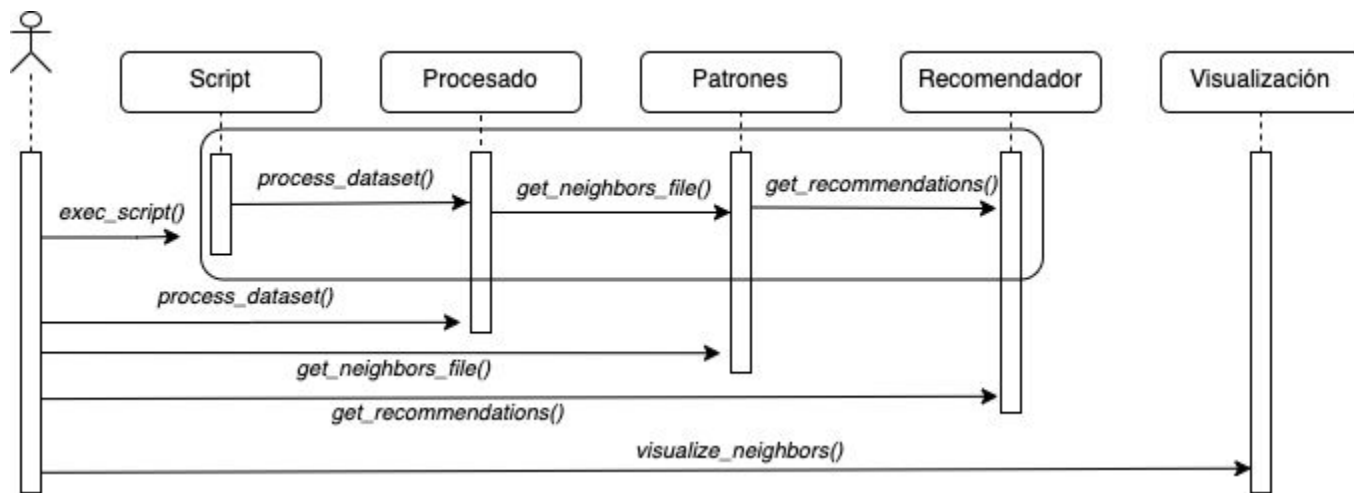 Script
Procesado
Patrones
Recomendador
Visualización
process_dataset()
get_neighbors_file()
get_recommendations()
exec_script()
process_dataset()
get_neighbors_file()
get_recommendations()
visualize_neighbors()